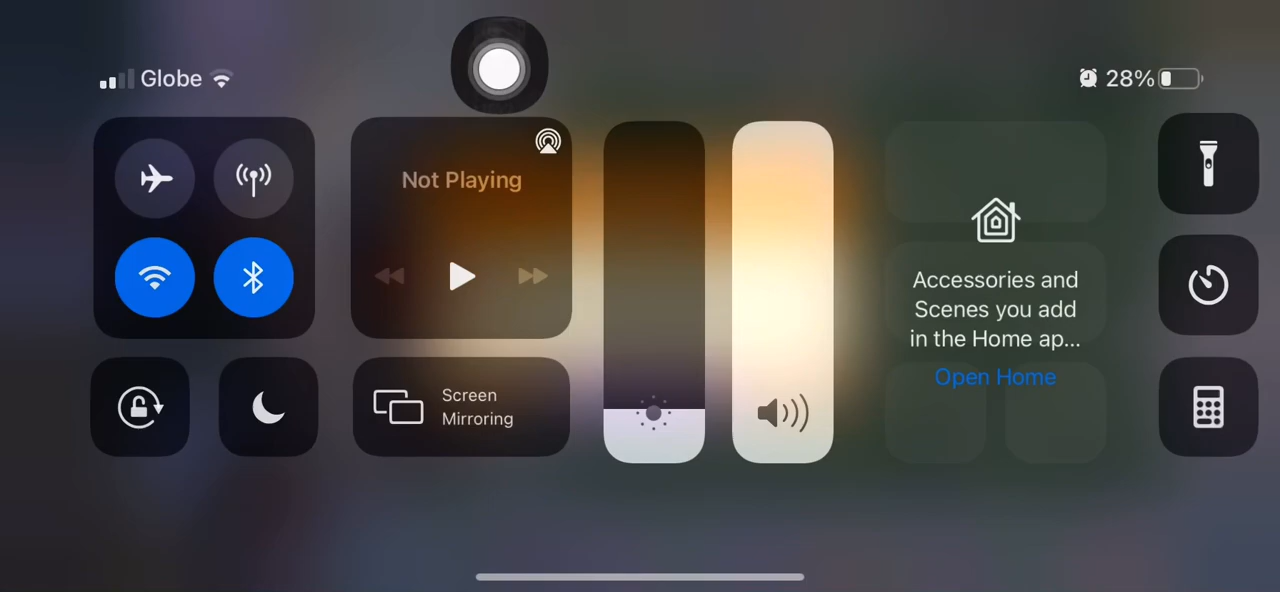 Globe
28%
Not Playing
Screen
Mirroring
Accessories and
Scenes you add
in the Home ap...
Open Home